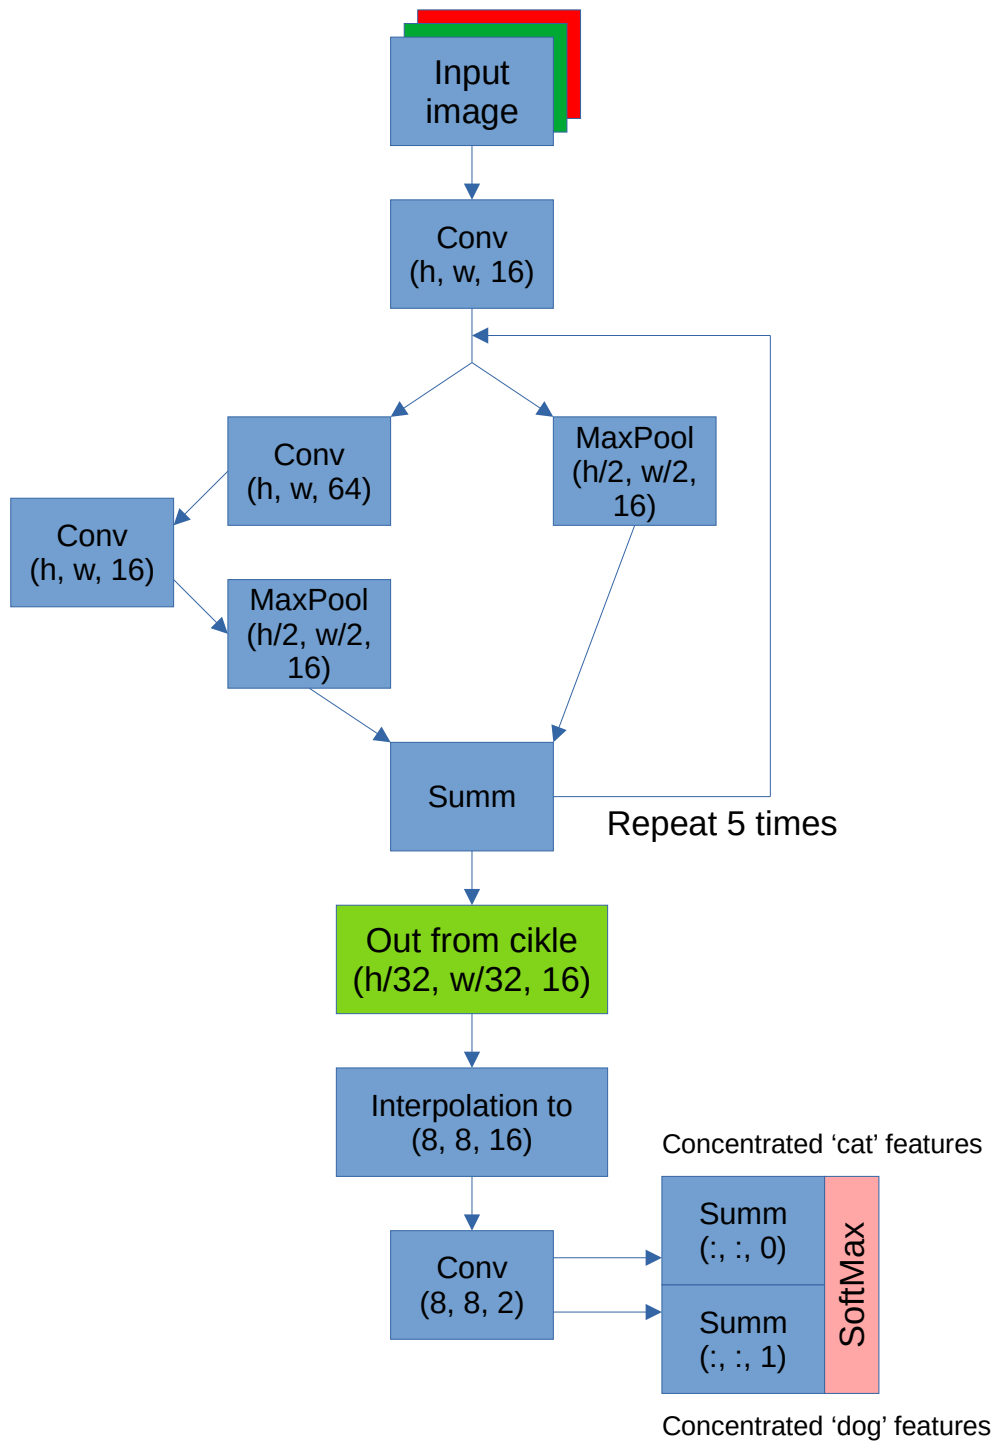 Input
image
Conv
(h, w, 16)
Conv
(h, w, 64)
MaxPool
(h/2, w/2,
16)
Conv
(h, w, 16)
MaxPool
(h/2, w/2,
16)
Summ
Repeat 5 times
Out from cikle
(h/32, w/32, 16)
Interpolation to
(8, 8, 16)
Concentrated ‘cat’ features
Conv
(8, 8, 2)
Summ
(:, :, 0)
Summ
(:, :, 1)
SoftMax
Concentrated ‘dog’ features